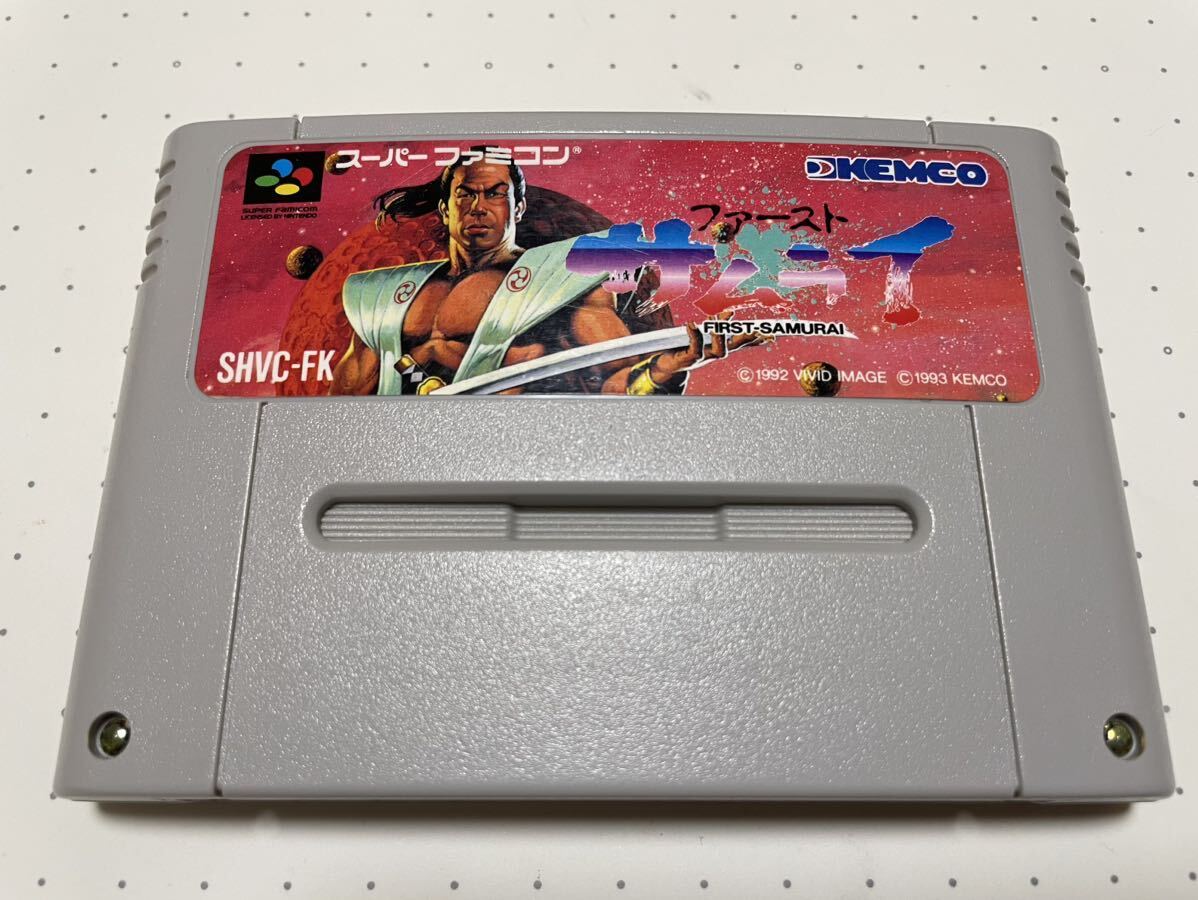 スーパーファミコン®
KEMCO
SUPER FAMICOM
LICENSED BY NINTENDO
ファースト
サムライ
FIRST-SAMURAI
SHVC-FK
©1992 VIVID IMAGE ©1993 KEMCO